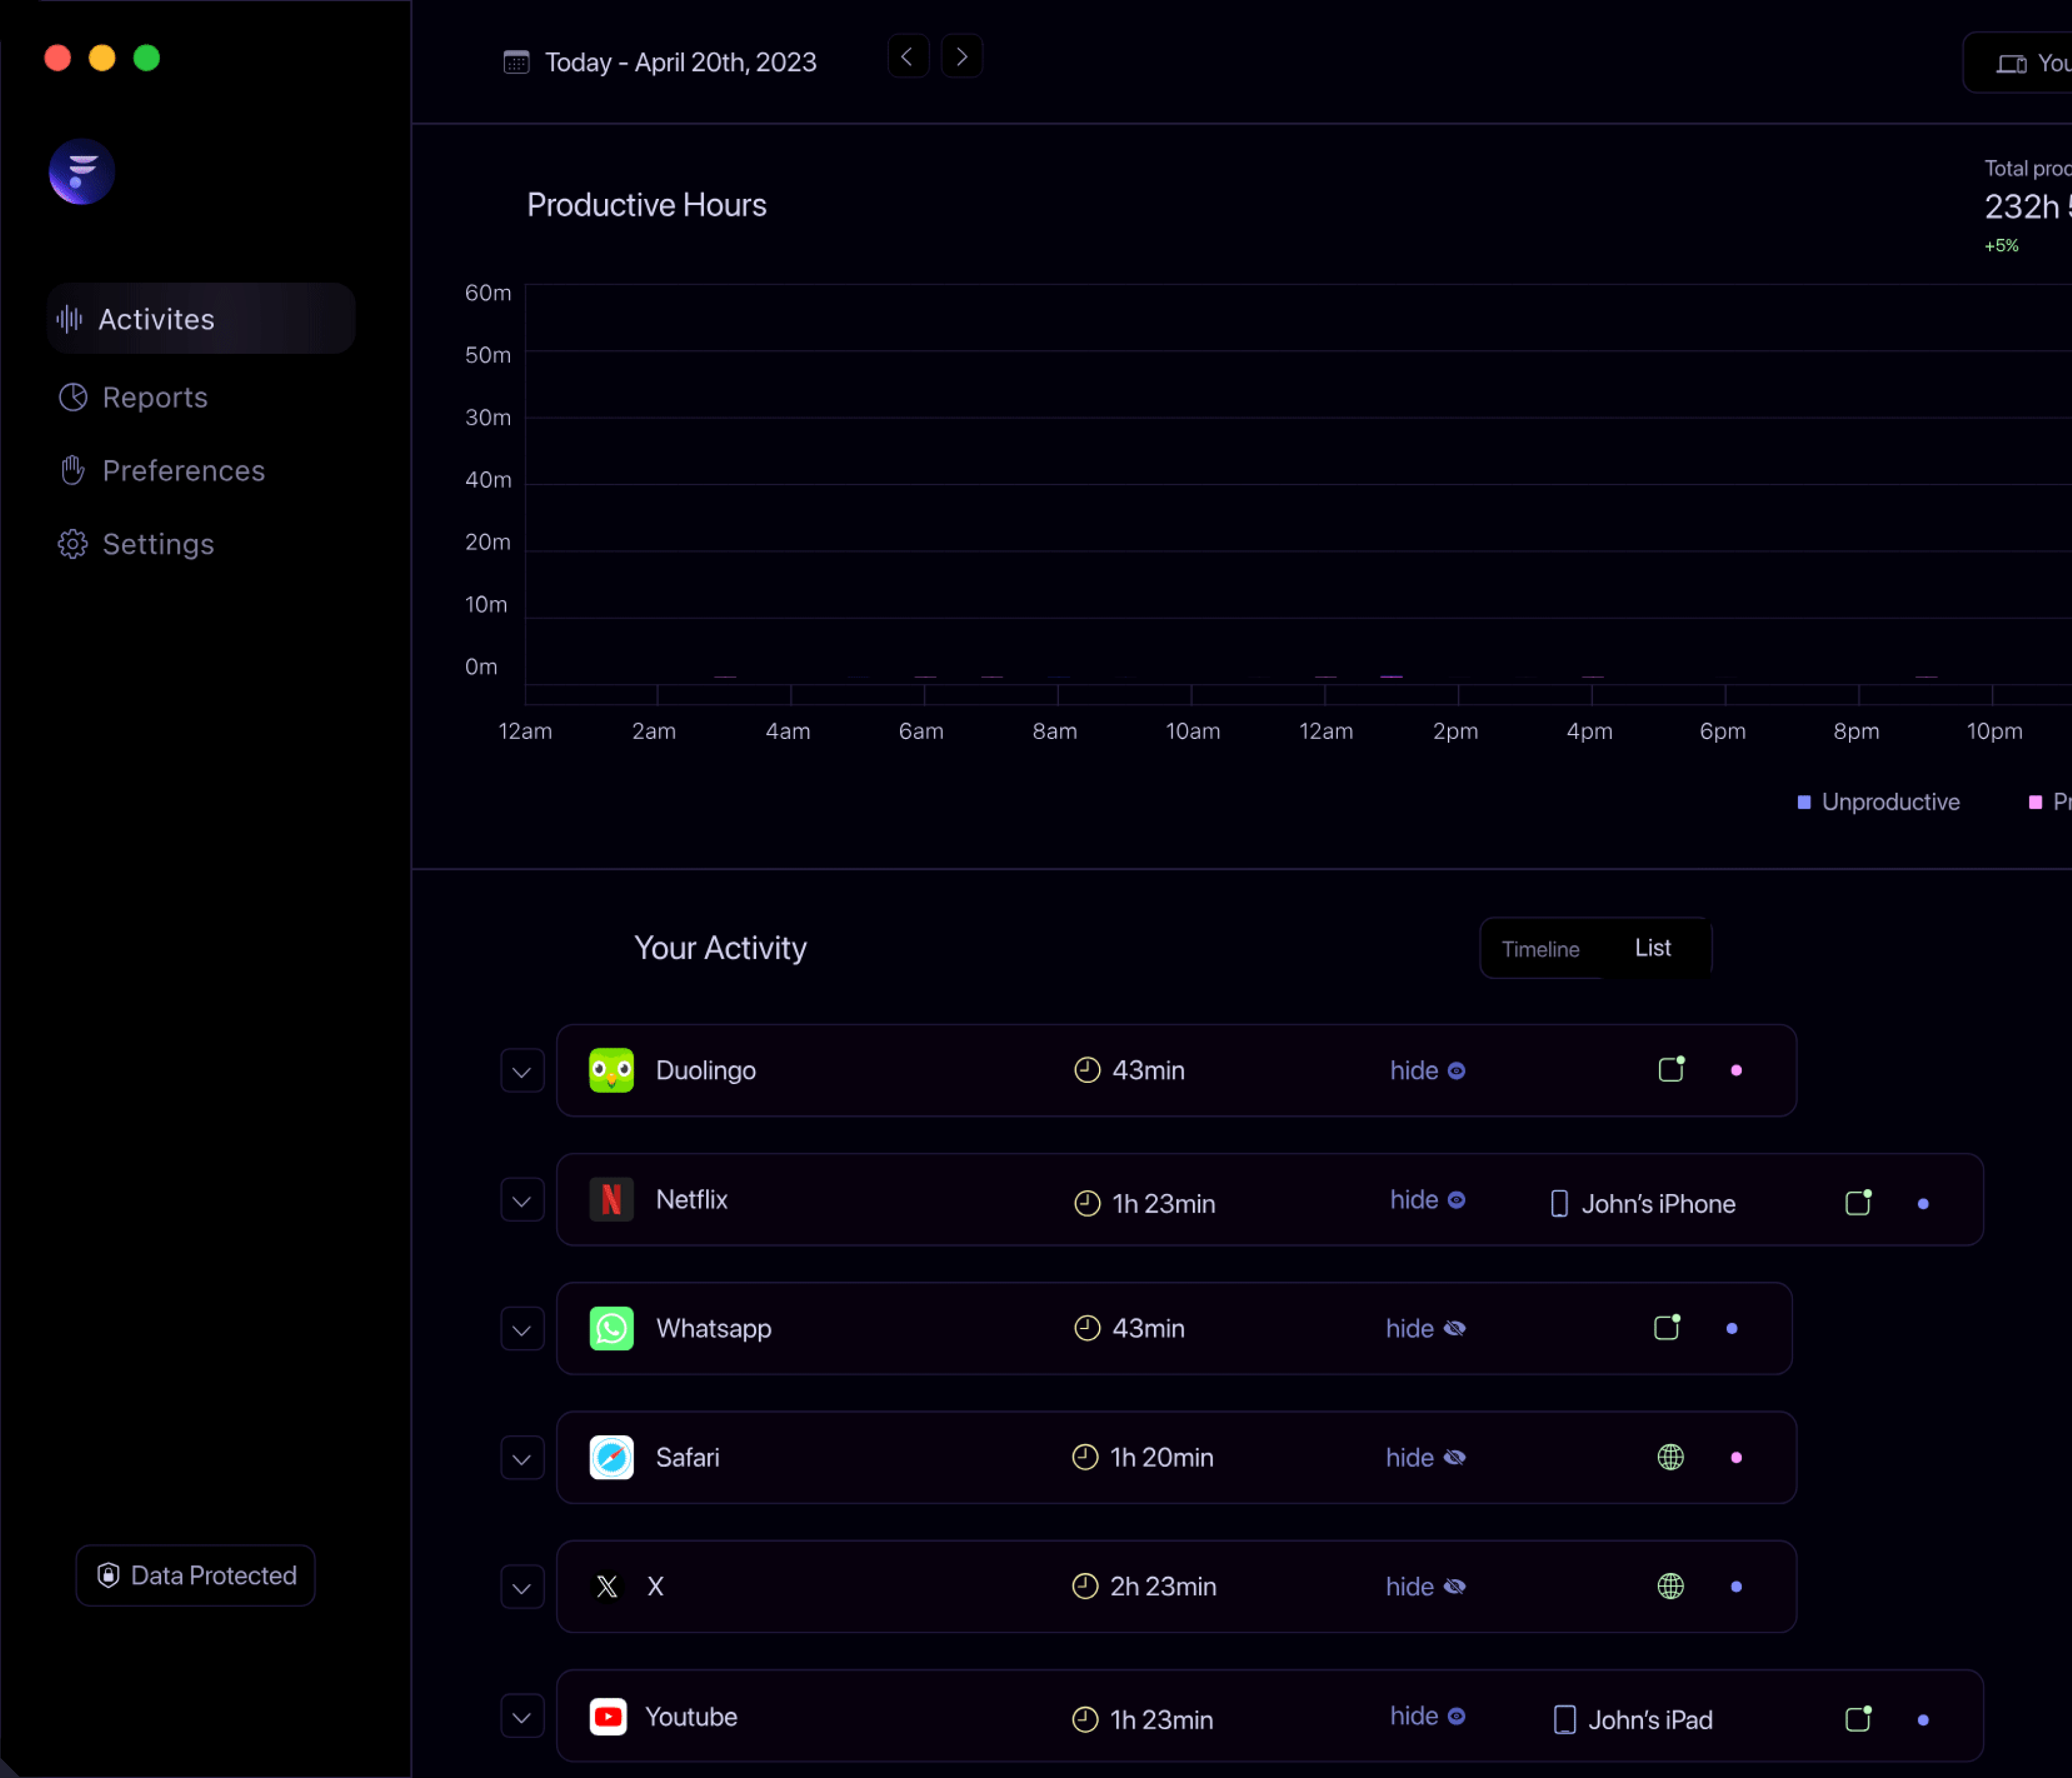 Today - April 20th, 2023
You
Activites
Reports
Preferences
Settings
Data Protected
Productive Hours
Total prod
232h
+5%
60m
50m
30m
40m
20m
10m
0m
12am 2am 4am 6am 8am 10am 12am 2pm 4pm 6pm 8pm 10pm
Unproductive
Your Activity
Timeline List
Duolingo 43min hide
Netflix 1h 23min hide John’s iPhone
Whatsapp 43min hide
Safari 1h 20min hide
X 2h 23min hide
Youtube 1h 23min hide John’s iPad